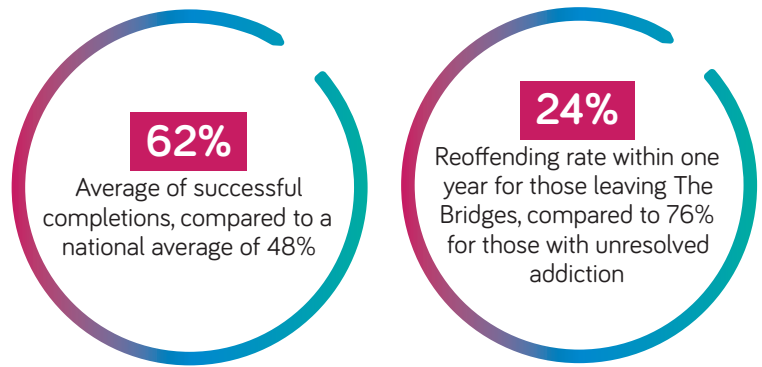 62%
Average of successful
completions, compared to a
national average of 48%
24%
Reoffending rate within one
year for those leaving The
Bridges, compared to 76%
for those with unresolved
addiction